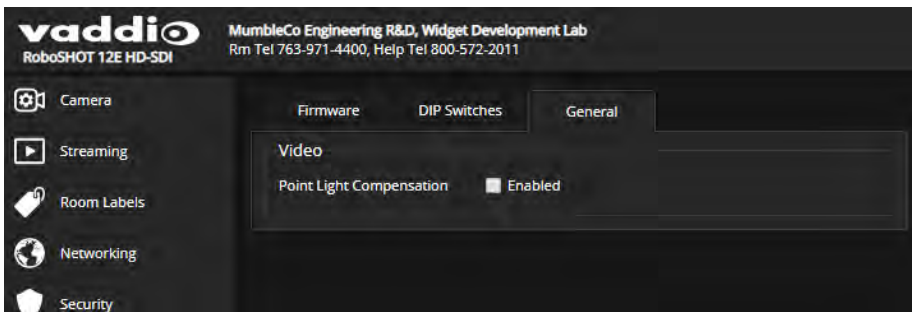 vaddio
RoboSHOT 12E HD-SDI
MumbleCo Engineering R&D, Widget Development Lab
Rm Tel 763-971-4400, Help Tel 800-572-2011
Camera
Streaming
Room Labels
Networking
Security
Firmware
DIP Switches
General
Video
Point Light Compensation
Enabled